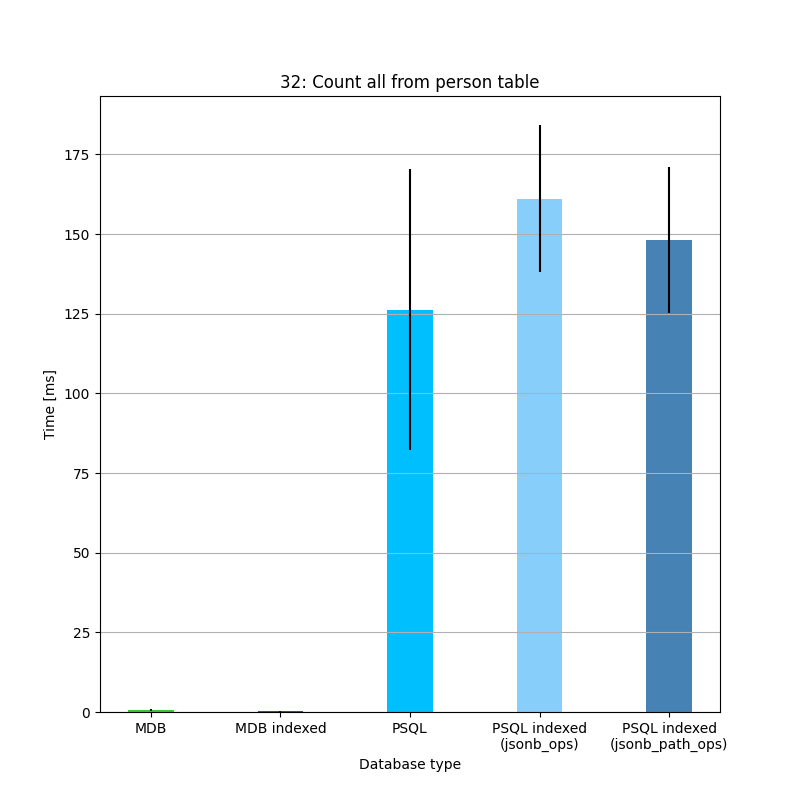 32: Count all from person table
Time [ms]
175
150
125
100
75
50
25
0
MDB
MDB indexed
PSQL
PSQL indexed
(jsonb_ops)
PSQL indexed
(jsonb_path_ops)
Database type